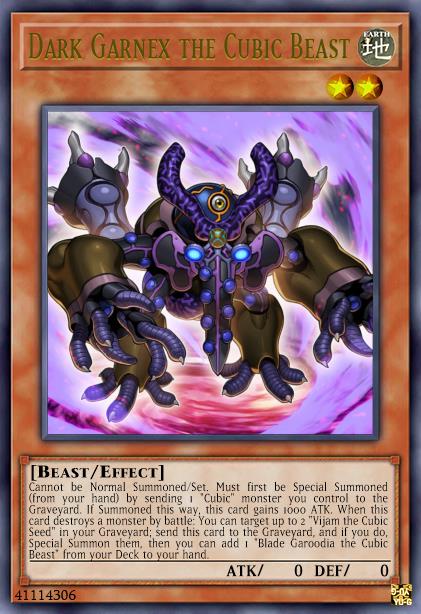 DARK GARNEX THE CUBIC BEAST
EARTH
地
[BEAST/EFFECT]
Cannot be Normal Summoned/Set. Must first be Special Summoned
(from your hand) by sending 1 "Cubic" monster you control to the
Graveyard. If Summoned this way, this card gains 1000 ATK. When this
card destroys a monster by battle: You can target up to 2 "Vijam the Cubic
Seed" in your Graveyard; send this card to the Graveyard, and if you do,
Special Summon them, then you can add 1 "Blade Garoodia the Cubic
Beast" from your Deck to your hand.
ATK/ 0 DEF/ 0
41114306